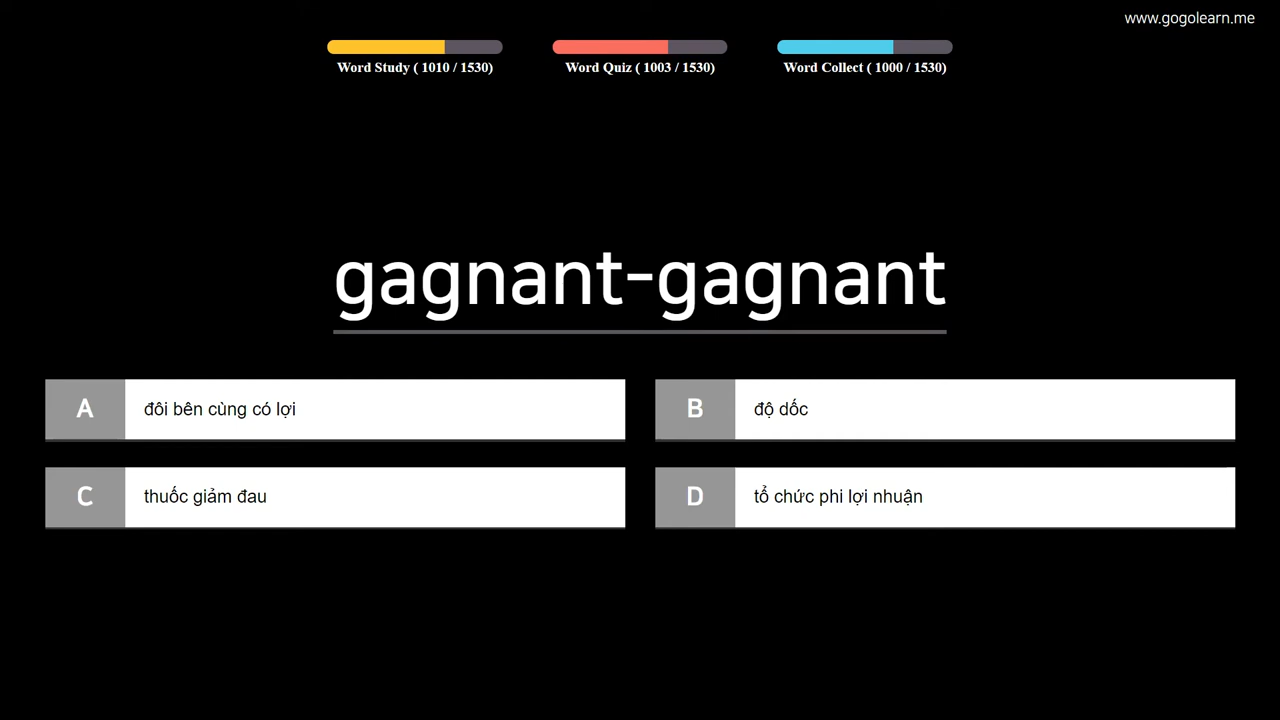 www.gogolearn.me
Word Study ( 1010 / 1530)
Word Quiz ( 1003 / 1530)
Word Collect ( 1000 / 1530)
gagnant-gagnant
A đôi bên cùng có lợi
B độ dốc
C thuốc giảm đau
D tổ chức phi lợi nhuận